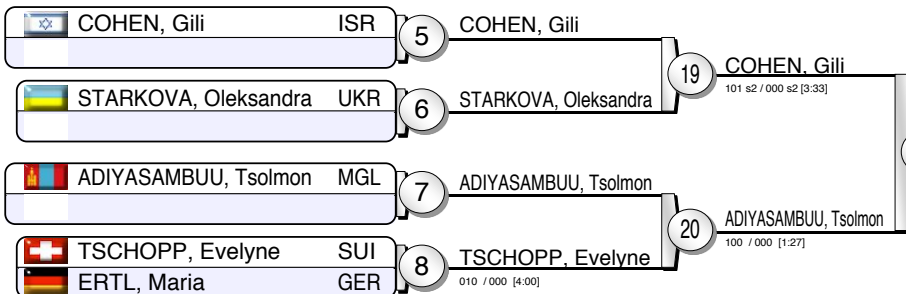 COHEN, Gili ISR
5
COHEN, Gili
STARKOVA, Oleksandra UKR
6
STARKOVA, Oleksandra
19
COHEN, Gili
101 s2 / 000 s2 [3:33]
ADIYASAMBUU, Tsolmon MGL
7
ADIYASAMBUU, Tsolmon
TSCHOPP, Evelyne SUI
ERTL, Maria GER
8
TSCHOPP, Evelyne
010 / 000 [4:00]
20
ADIYASAMBUU, Tsolmon
100 / 000 [1:27]